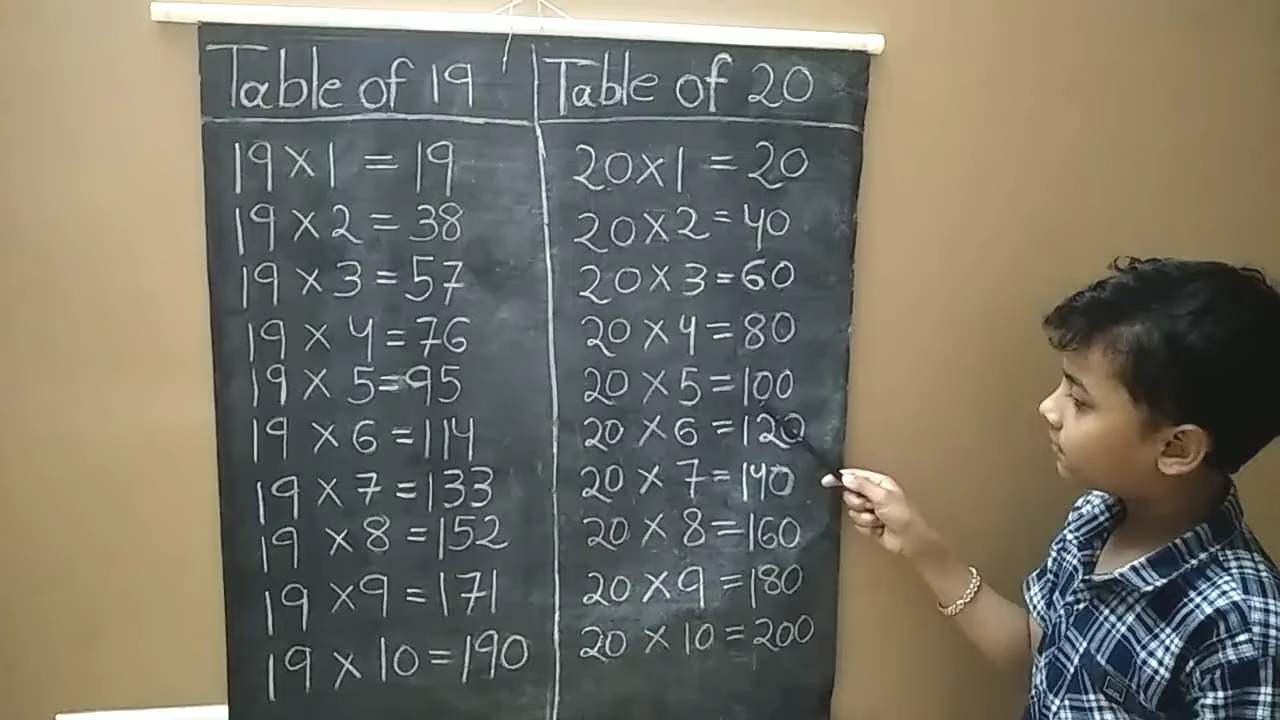 Table of 19
19 × 1 = 19
19 × 2 = 38
19 × 3 = 57
19 × 4 = 76
19 × 5 = 95
19 × 6 = 114
19 × 7 = 133
19 × 8 = 152
19 × 9 = 171
19 × 10 = 190
Table of 20
20 × 1 = 20
20 × 2 = 40
20 × 3 = 60
20 × 4 = 80
20 × 5 = 100
20 × 6 = 120
20 × 7 = 140
20 × 8 = 160
20 × 9 = 180
20 × 10 = 200